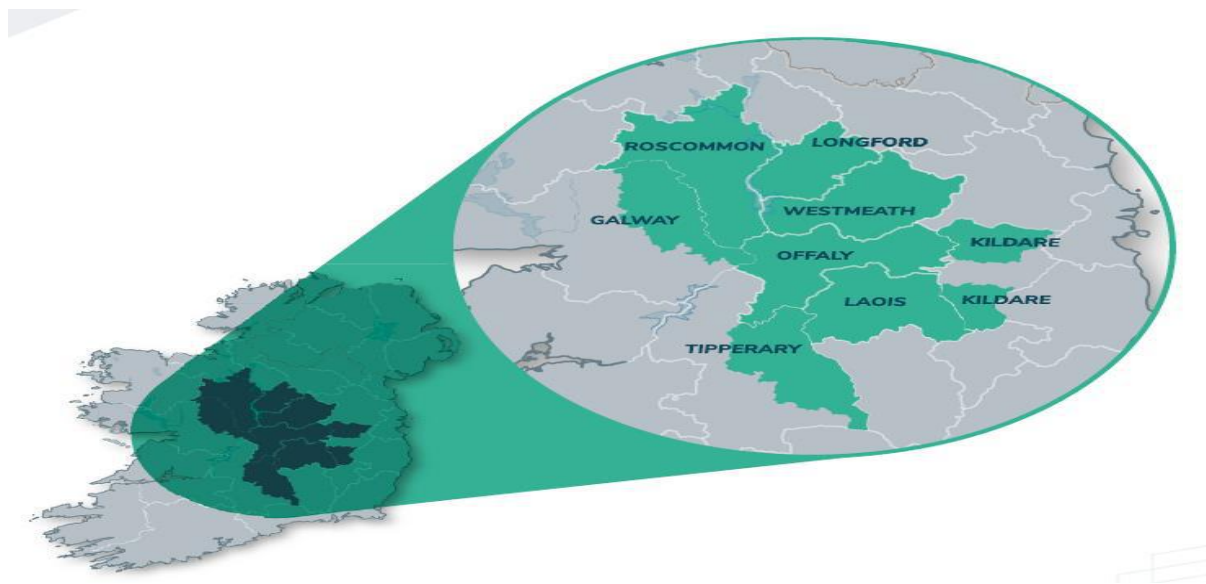 ROSCOMMON
LONGFORD
GALWAY
WESTMEATH
OFFALY
KILDARE
LAOIS
KILDARE
TIPPERARY